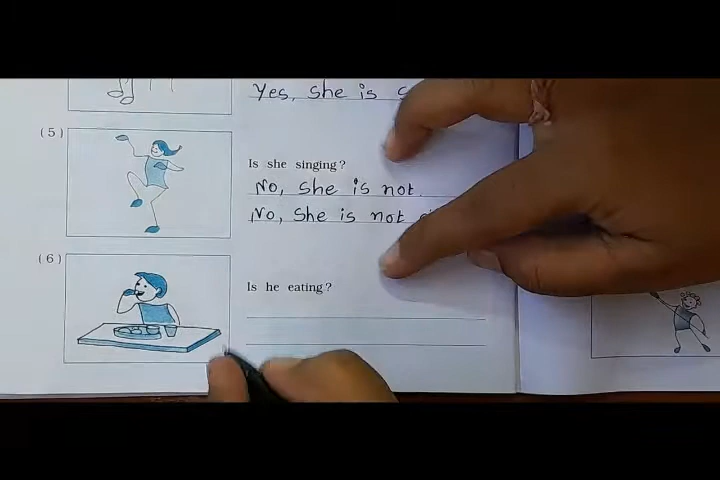 Yes, she is
(5)
Is she singing?
No, she is not.
No, she is not
(6)
Is he eating?